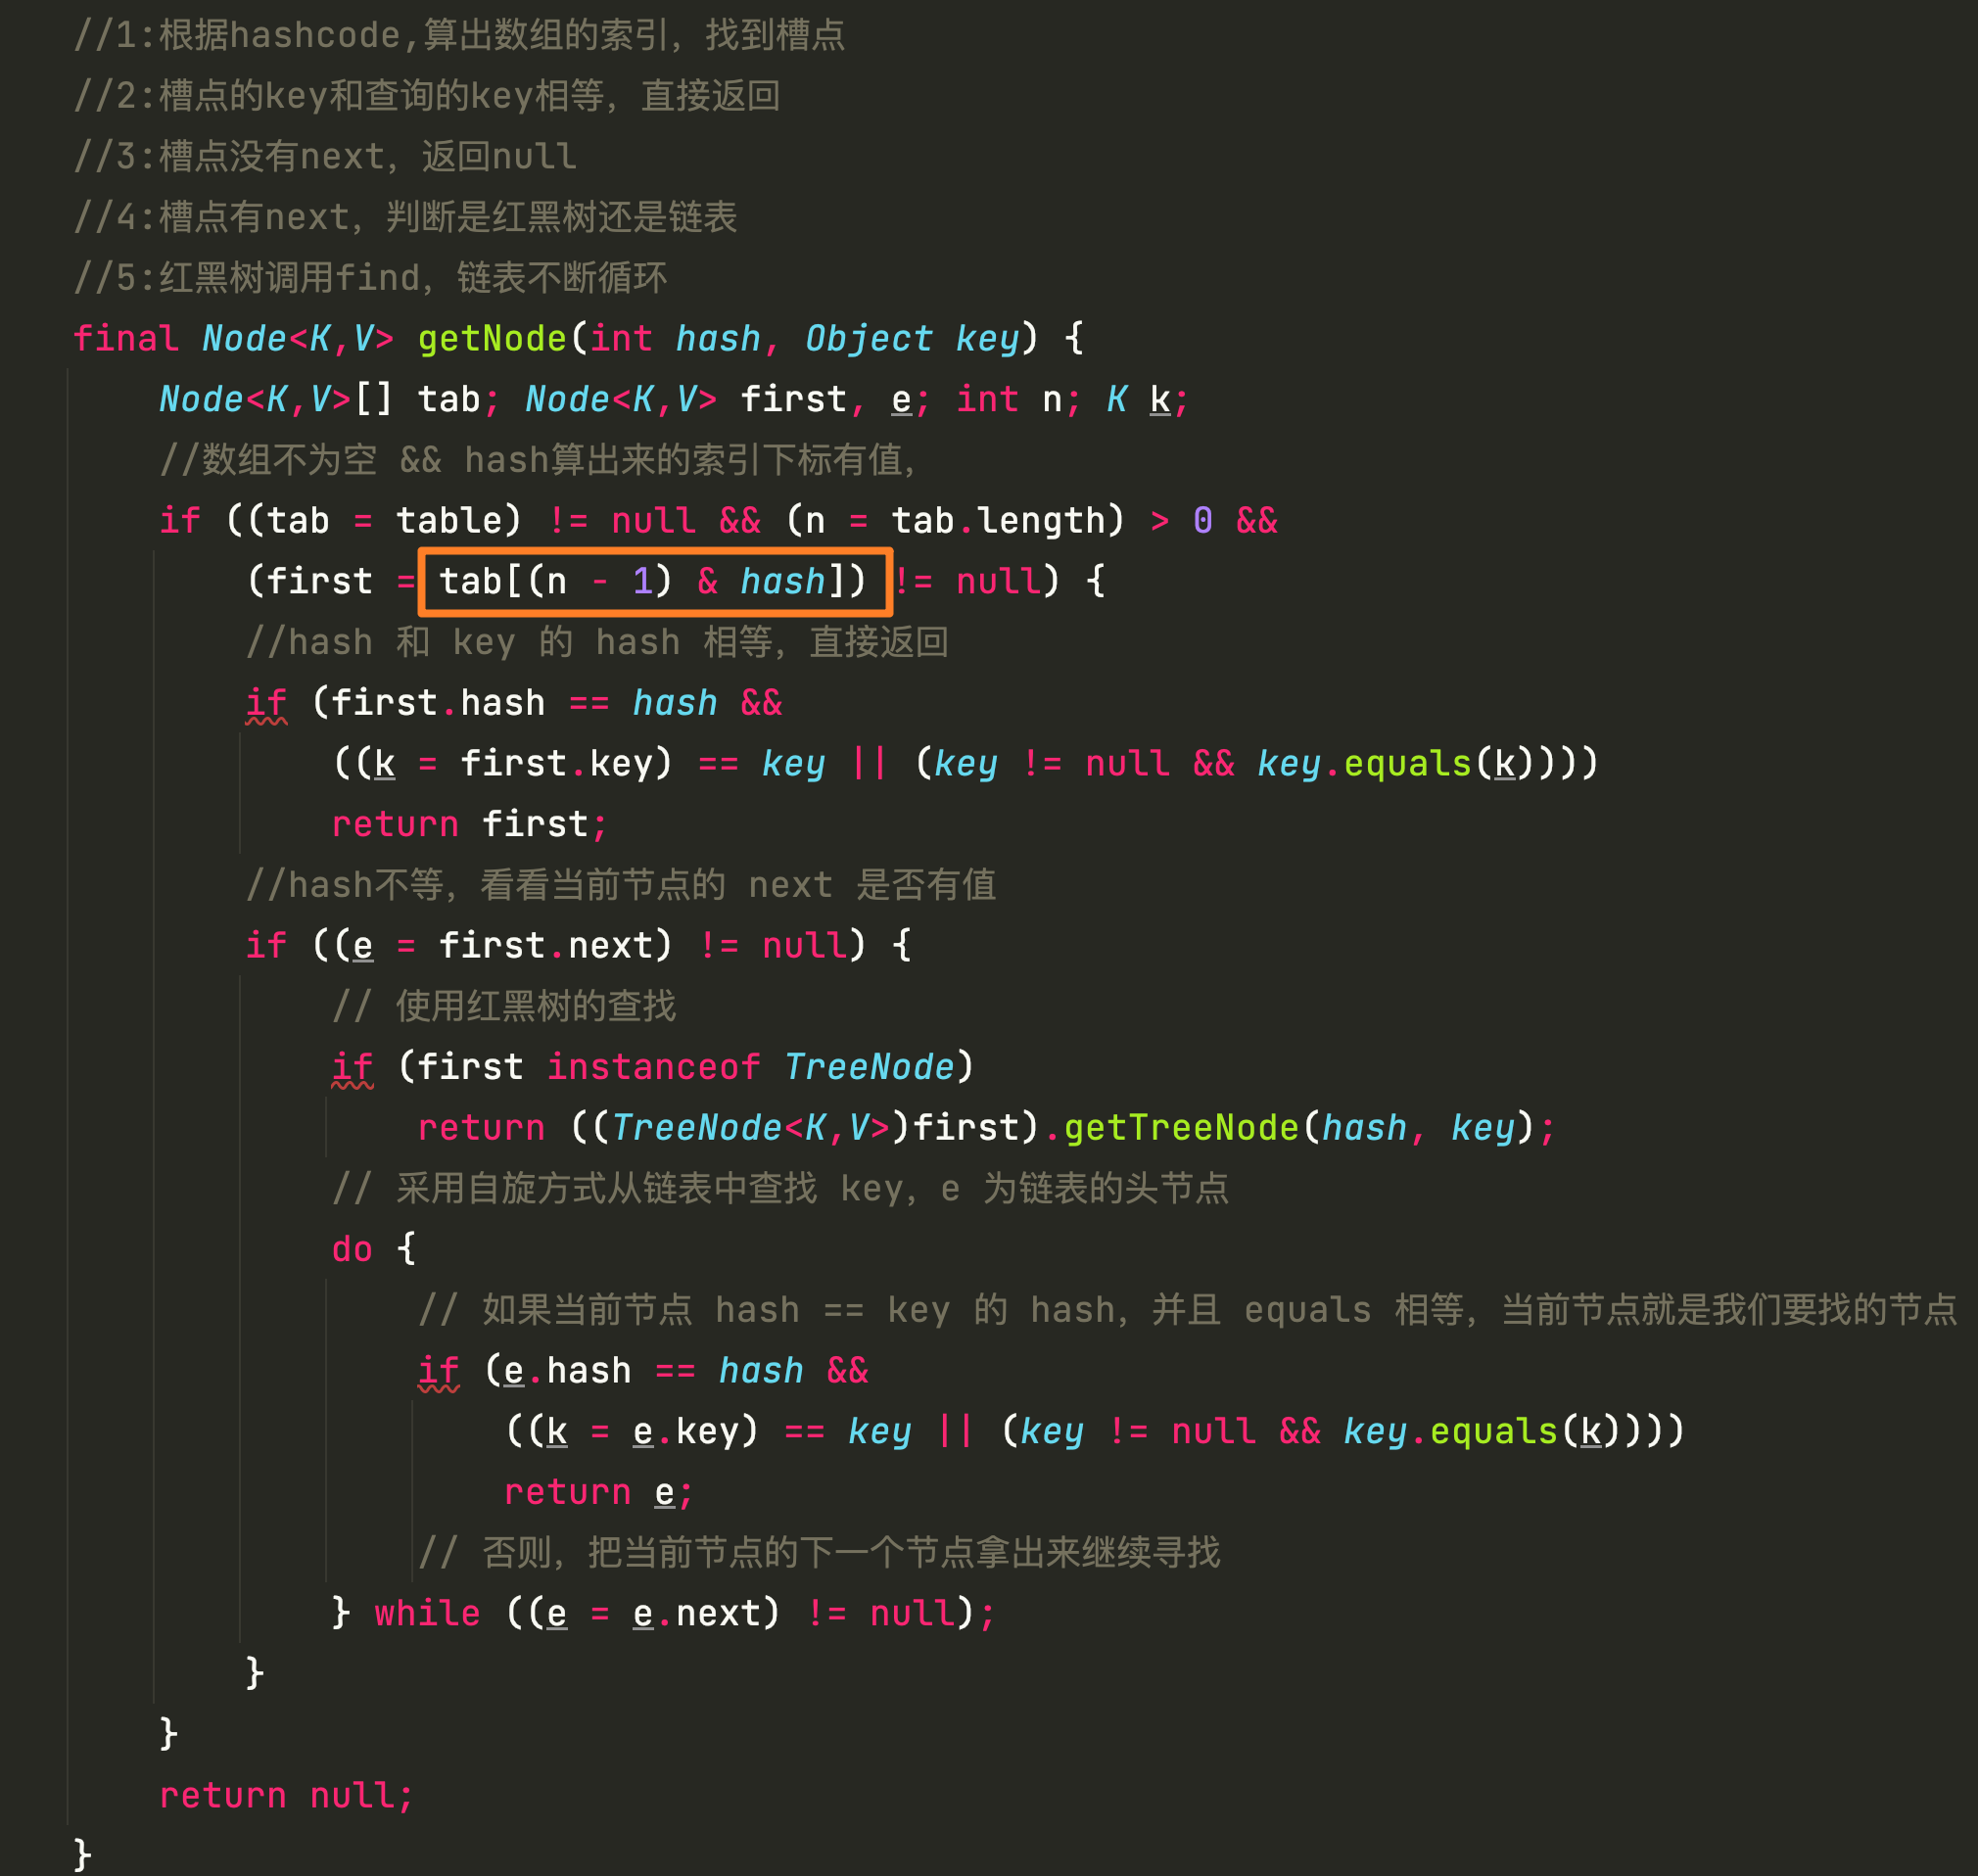 //1:根据hashcode,算出数组的索引，找到槽点
//2:槽点的key和查询的key相等，直接返回
//3:槽点没有next，返回null
//4:槽点有next，判断是红黑树还是链表
//5:红黑树调用find，链表不断循环
final Node<K,V> getNode(int hash, Object key) {
    Node<K,V>[] tab; Node<K,V> first, e; int n; K k;
    //数组不为空 && hash算出来的索引下标有值，
    if ((tab = table) != null && (n = tab.length) > 0 &&
        (first = tab[(n - 1) & hash]) != null) {
        //hash 和 key 的 hash 相等，直接返回
        if (first.hash == hash &&
            ((k = first.key) == key || (key != null && key.equals(k))))
            return first;
        //hash不等，看看当前节点的 next 是否有值
        if ((e = first.next) != null) {
            // 使用红黑树的查找
            if (first instanceof TreeNode)
                return ((TreeNode<K,V>)first).getTreeNode(hash, key);
            // 采用自旋方式从链表中查找 key，e 为链表的头节点
            do {
                // 如果当前节点 hash == key 的 hash，并且 equals 相等，当前节点就是我们要找的节点
                if (e.hash == hash &&
                    ((k = e.key) == key || (key != null && key.equals(k))))
                    return e;
                // 否则，把当前节点的下一个节点拿出来继续寻找
            } while ((e = e.next) != null);
        }
    }
    return null;
}